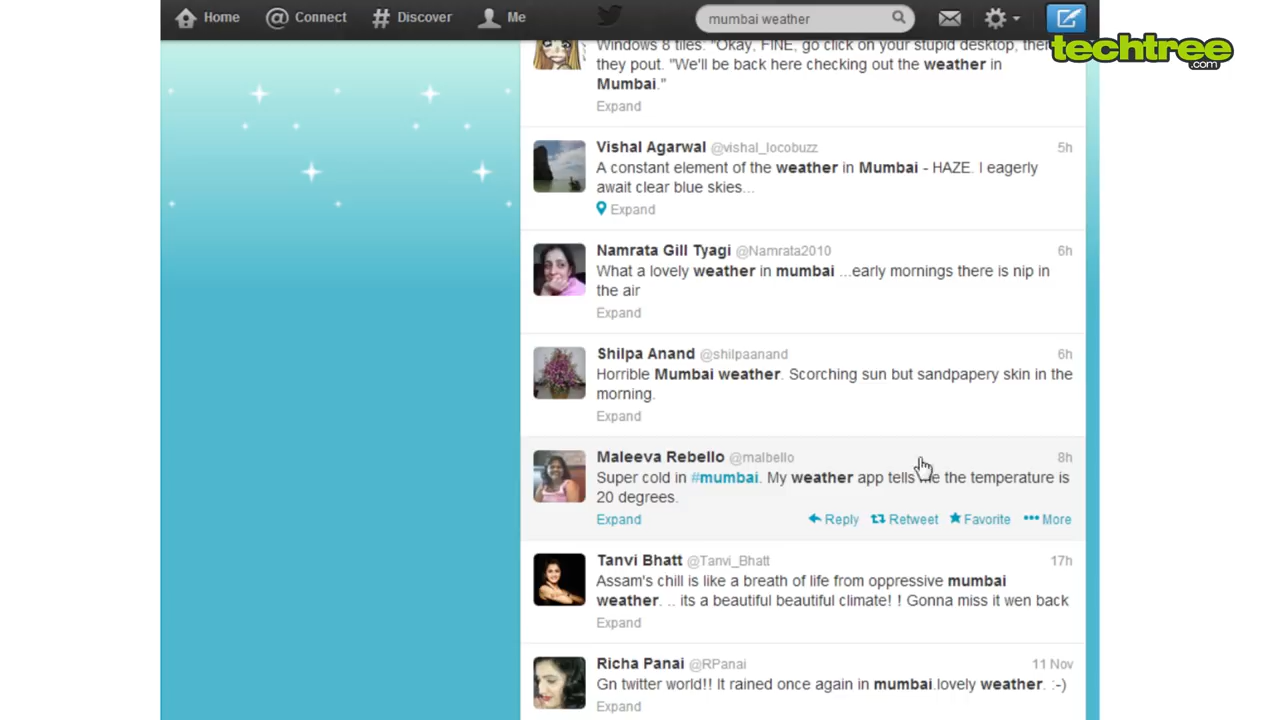 Home Connect Discover Me mumbai weather
techtree
.com
Windows 8 tiles: "Okay, FINE, go click on your stupid desktop, then
they pout. "We'll be back here checking out the weather in
Mumbai."
Expand
Vishal Agarwal @vishal_locobuzz 5h
A constant element of the weather in Mumbai - HAZE. I eagerly
await clear blue skies...
Expand
Namrata Gill Tyagi @Namrata2010 6h
What a lovely weather in mumbai ...early mornings there is nip in
the air
Expand
Shilpa Anand @shilpaanand 6h
Horrible Mumbai weather. Scorching sun but sandpapery skin in the
morning.
Expand
Maleeva Rebello @malbello 8h
Super cold in #mumbai. My weather app tells me the temperature is
20 degrees.
Expand Reply Retweet Favorite More
Tanvi Bhatt @Tanvi_Bhatt 17h
Assam's chill is like a breath of life from oppressive mumbai
weather. .. its a beautiful beautiful climate! ! Gonna miss it wen back
Expand
Richa Panai @RPanai 11 Nov
Gn twitter world!! It rained once again in mumbai.lovely weather. :-)
Expand